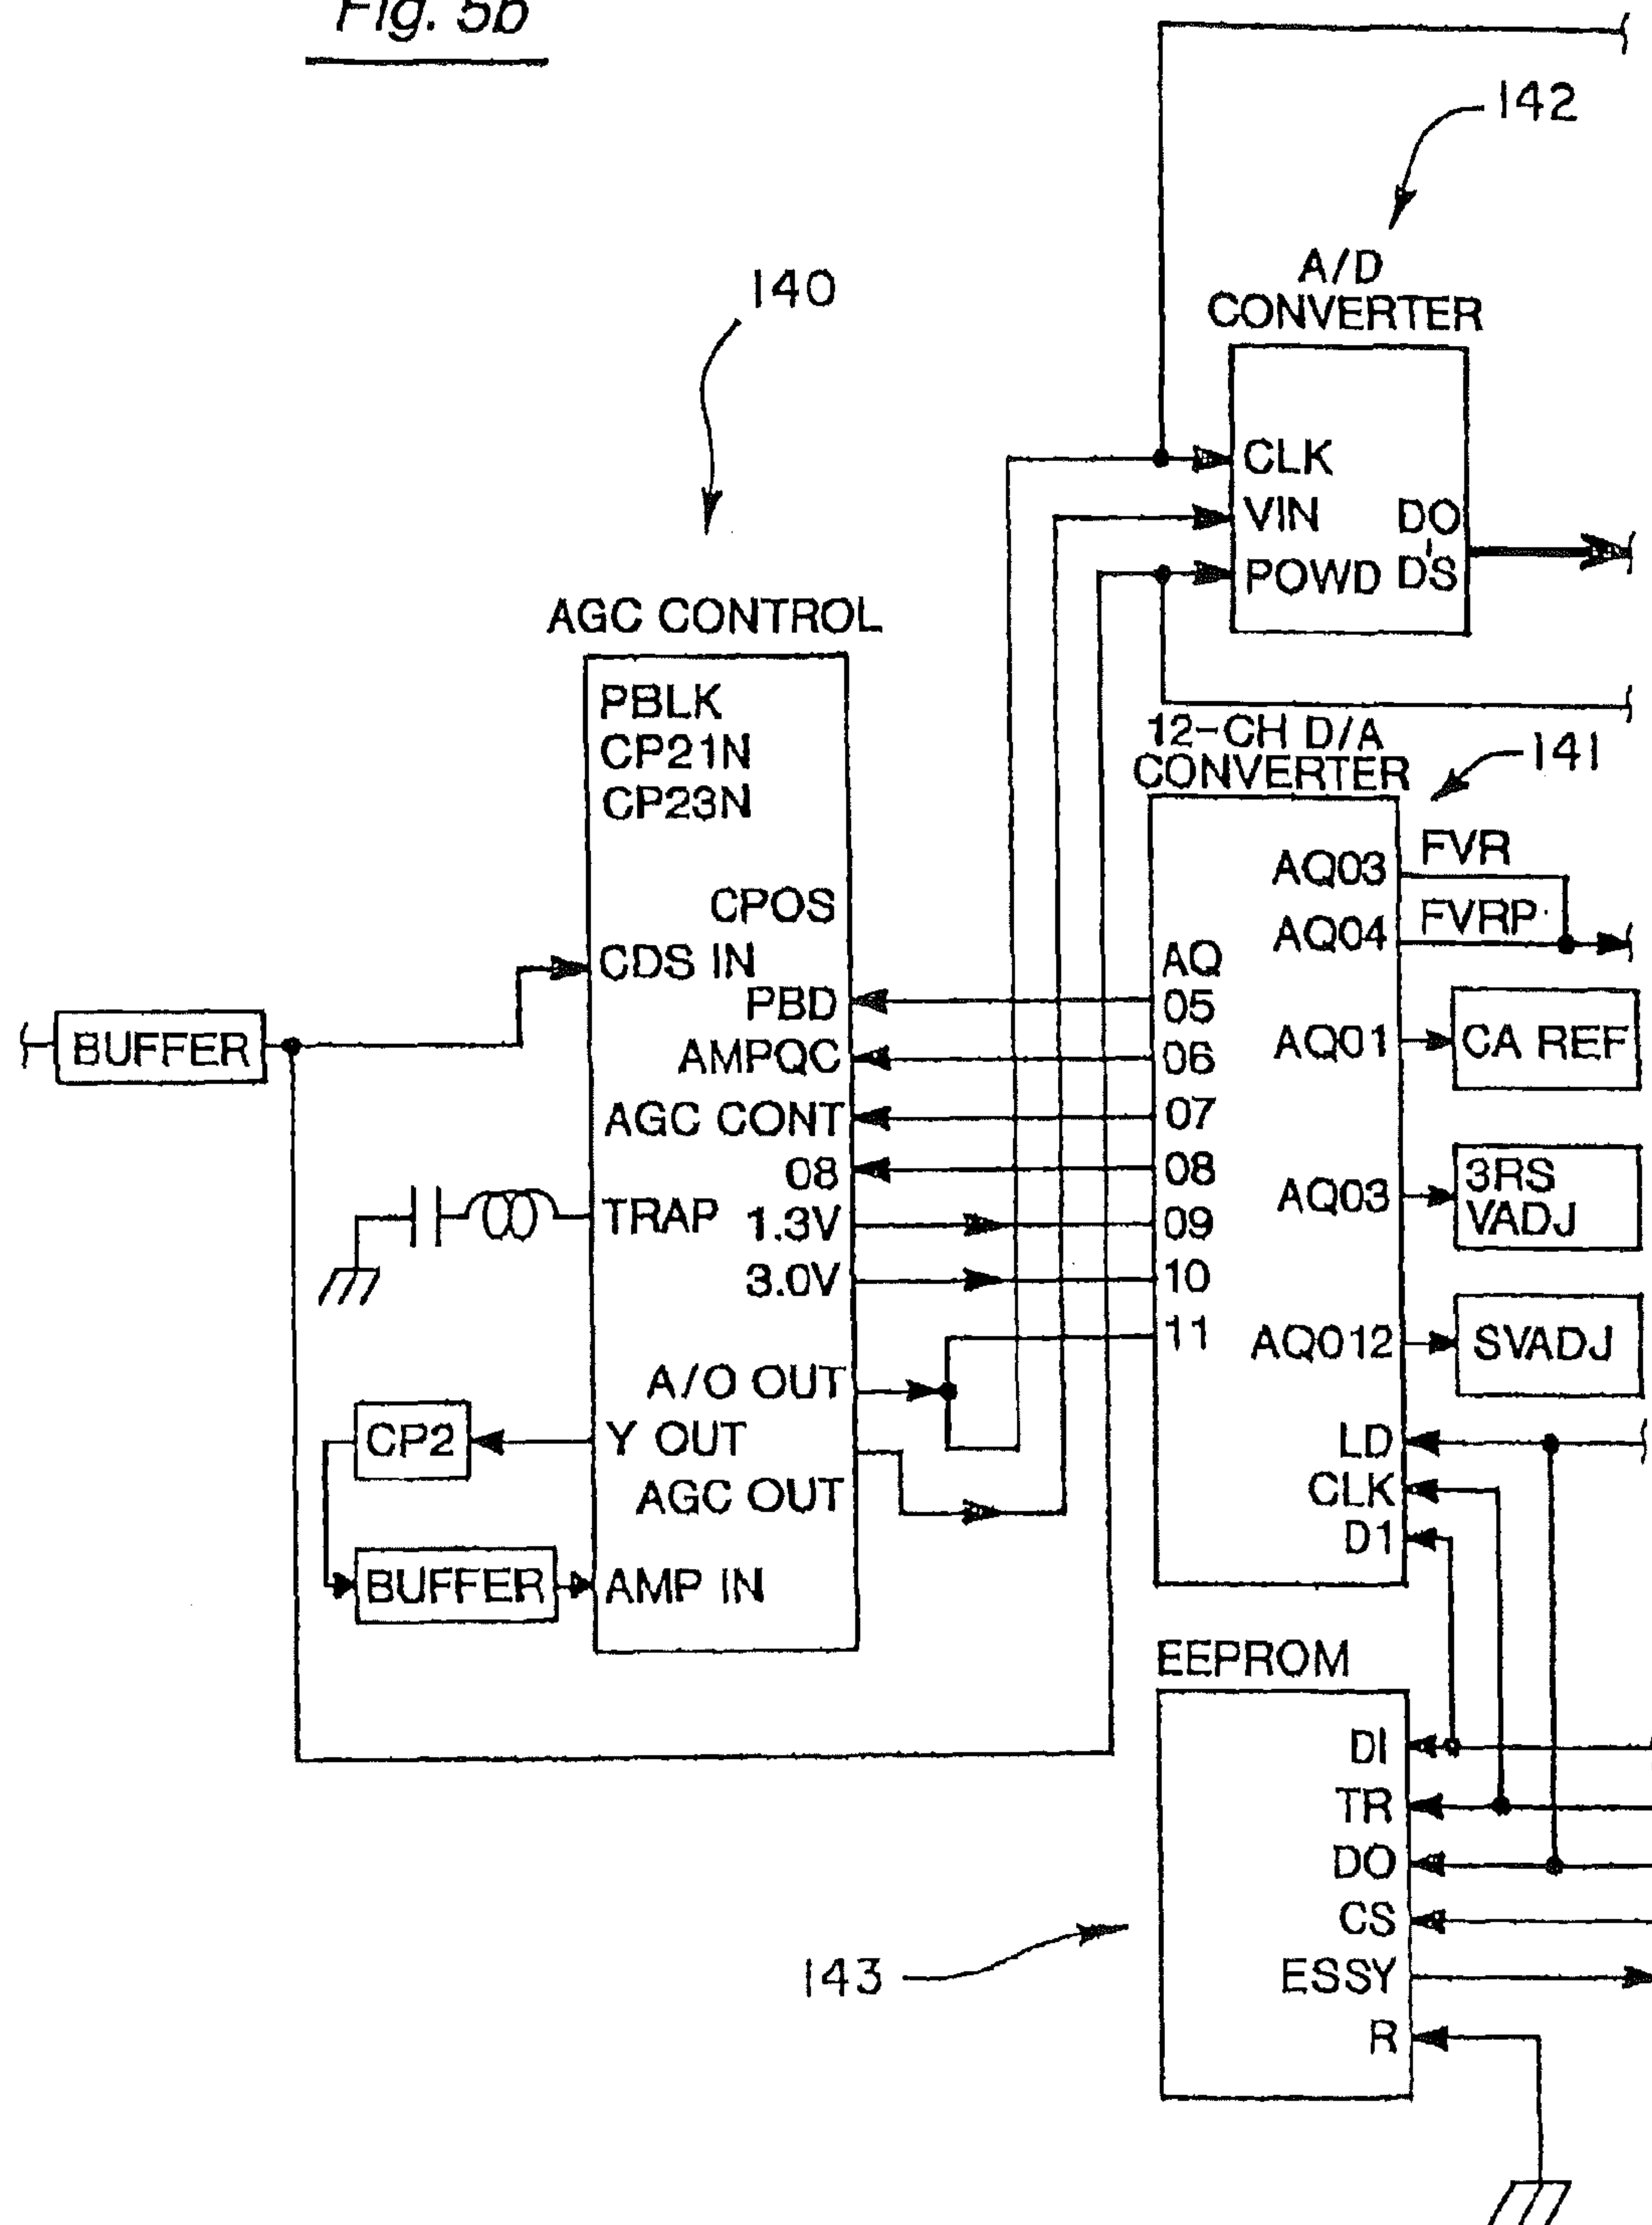 Fig. 5b
142
A/D
CONVERTER
140
CLK
VIN
DO
POWD
DS
AGC CONTROL
PBLK
CP21N
CP23N
CPOS
CDS IN
PBD
AMPQC
AGC CONT
08
TRAP
1.3V
3.0V
A/O OUT
Y OUT
AGC OUT
AMP IN
BUFFER
CP2
BUFFER
12-CH D/A
CONVERTER
141
AQ03
FVR
AQ04
FVRP
AQ
05
06
07
08
09
10
11
AQ01
CA REF
AQ03
3RS
VADJ
AQ012
SVADJ
LD
CLK
D1
EEPROM
DI
TR
DO
CS
ESSY
R
143